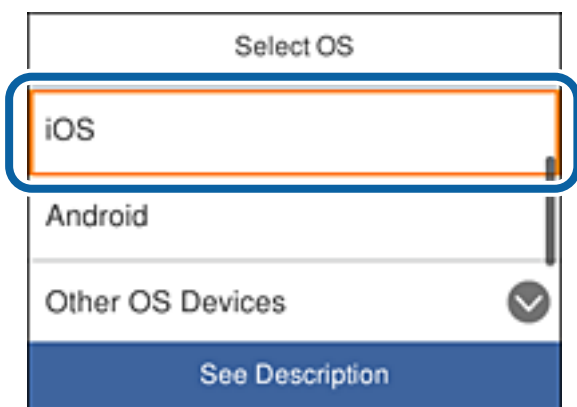 Select OS
iOS
Android
Other OS Devices
See Description